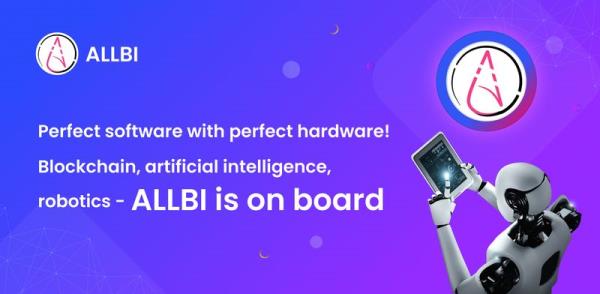 ALLBI
Perfect software with perfect hardware!
Blockchain, artificial intelligence,
robotics - ALLBI is on board